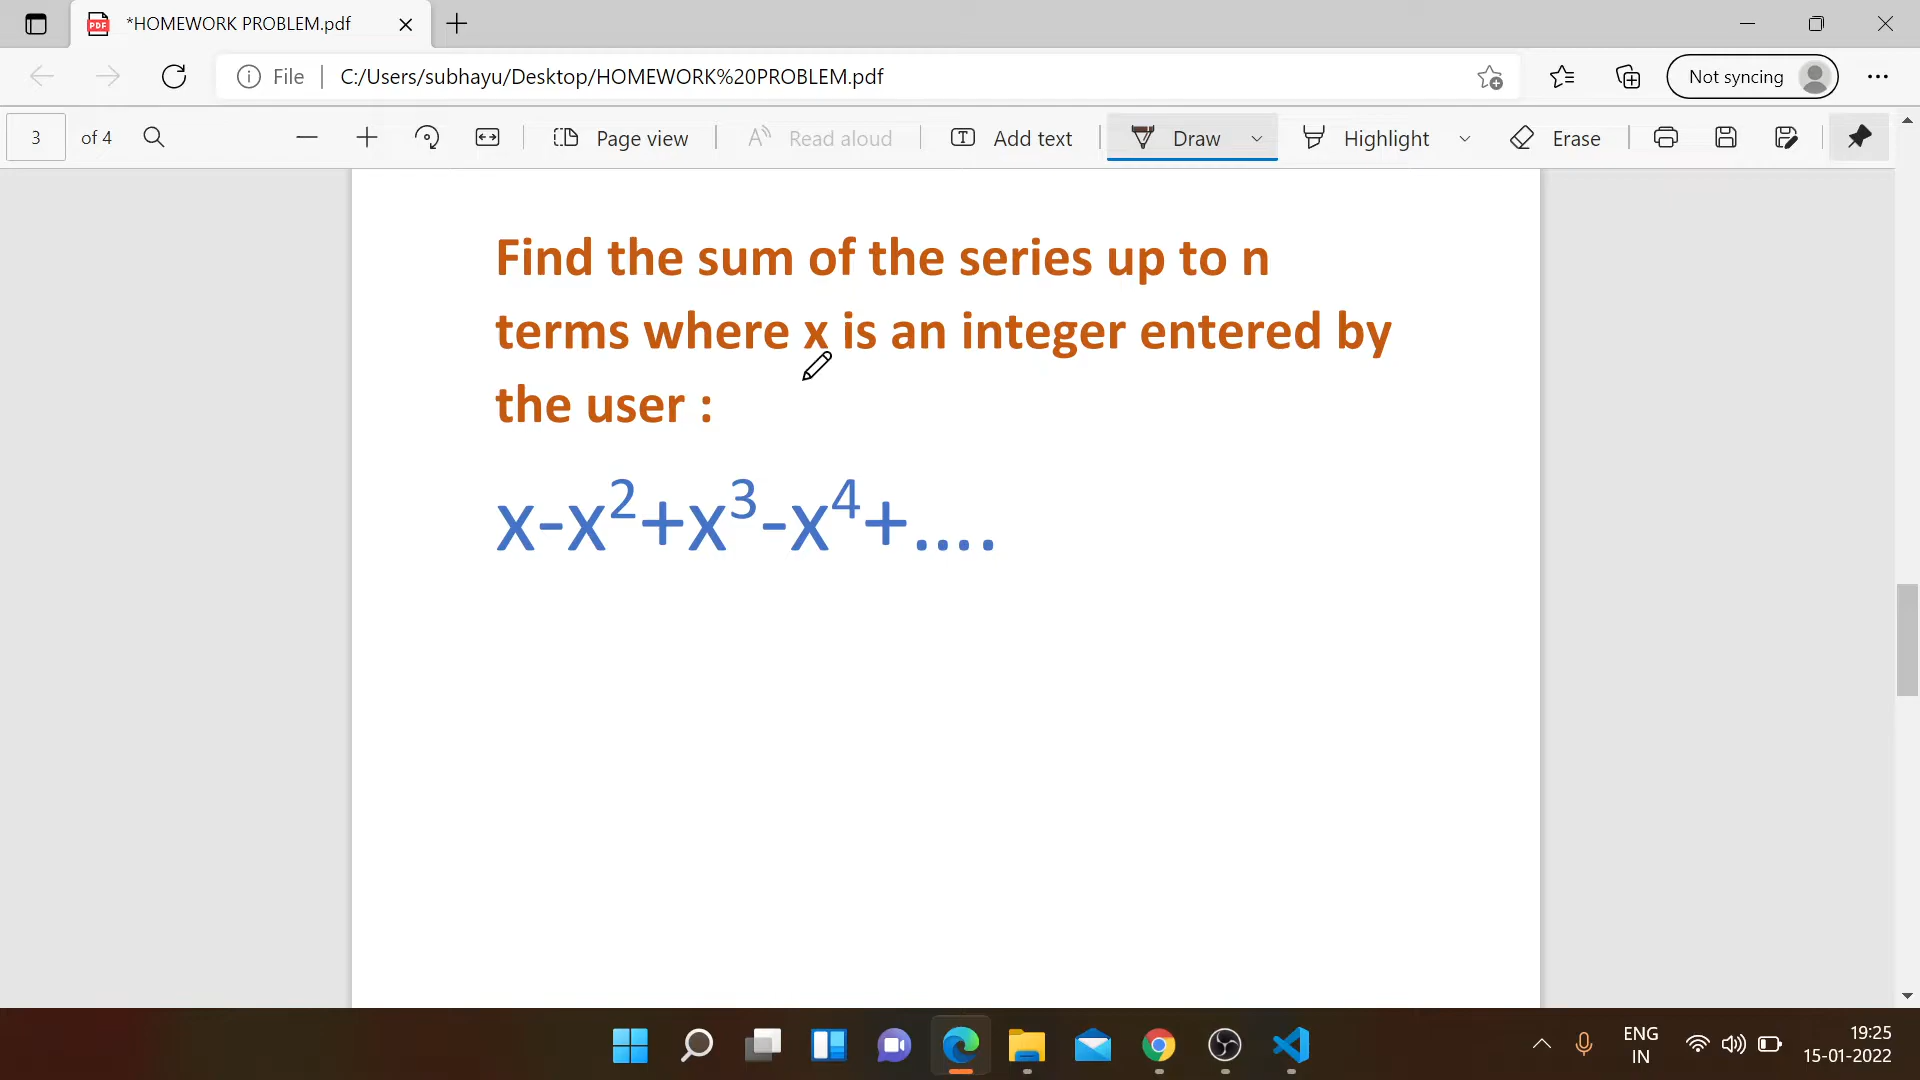 *HOMEWORK PROBLEM.pdf
File | C:/Users/subhayu/Desktop/HOMEWORK%20PROBLEM.pdf
Not syncing
3 of 4
Page view
Read aloud
Add text
Draw
Highlight
Erase
Find the sum of the series up to n
terms where x is an integer entered by
the user :
x-x²+x³-x⁴+....
ENG
IN
19:25
15-01-2022